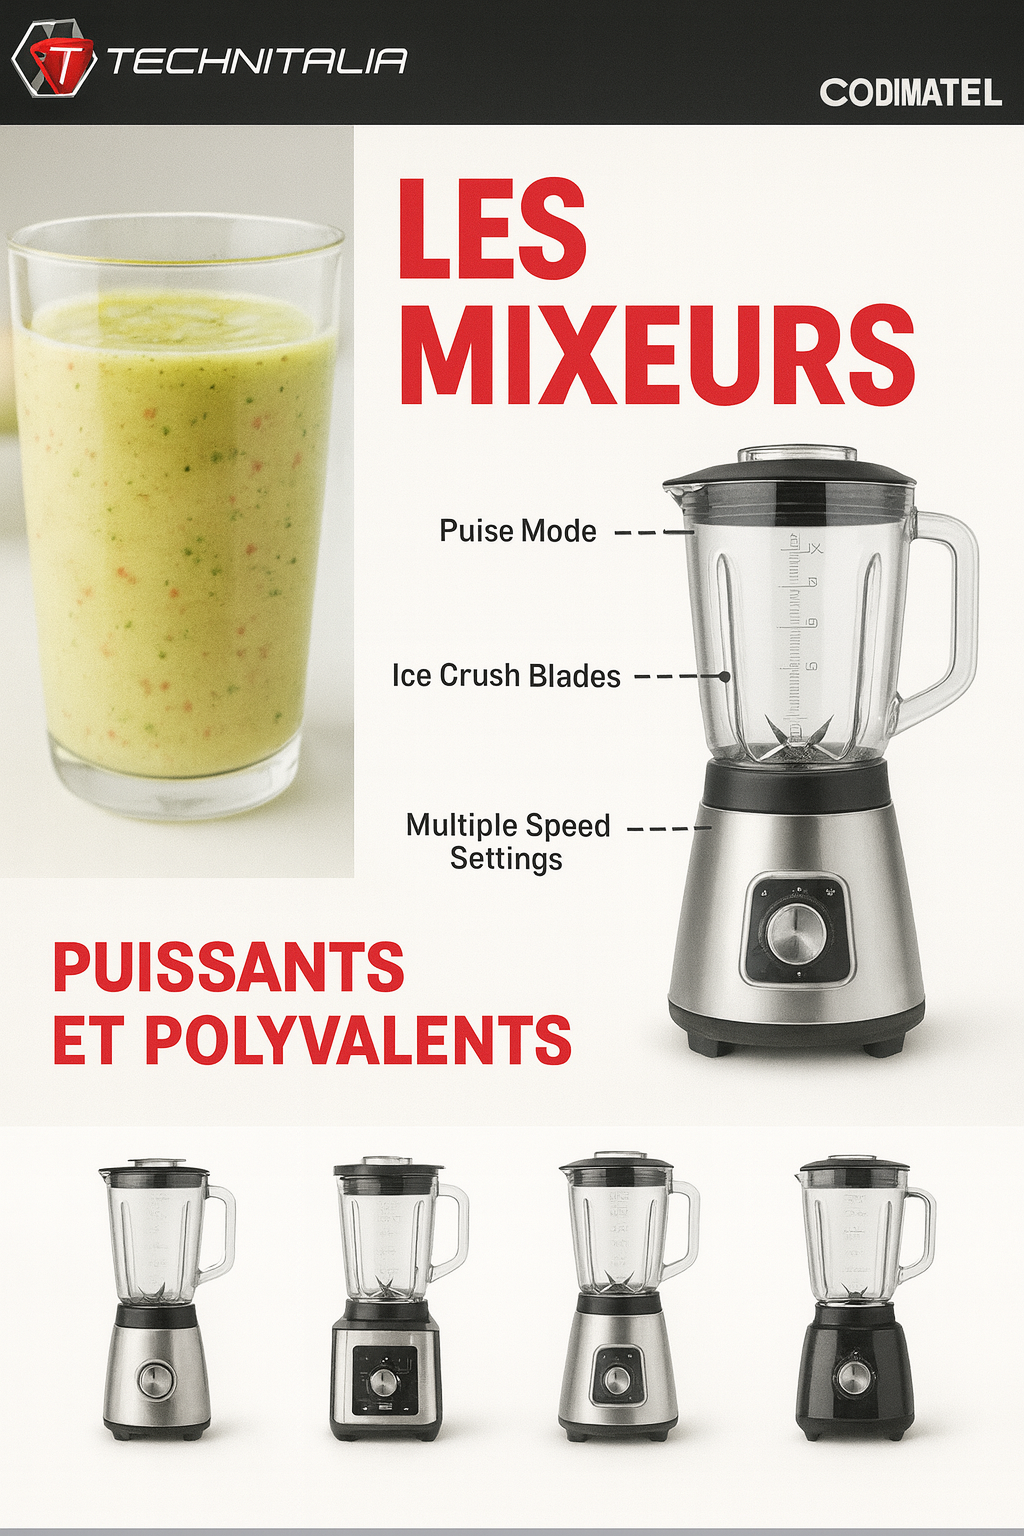 TECHNITALIA
CODIMATEL
LES
MIXEURS
Puise Mode
Ice Crush Blades
Multiple Speed
Settings
PUISSANTS
ET POLYVALENTS